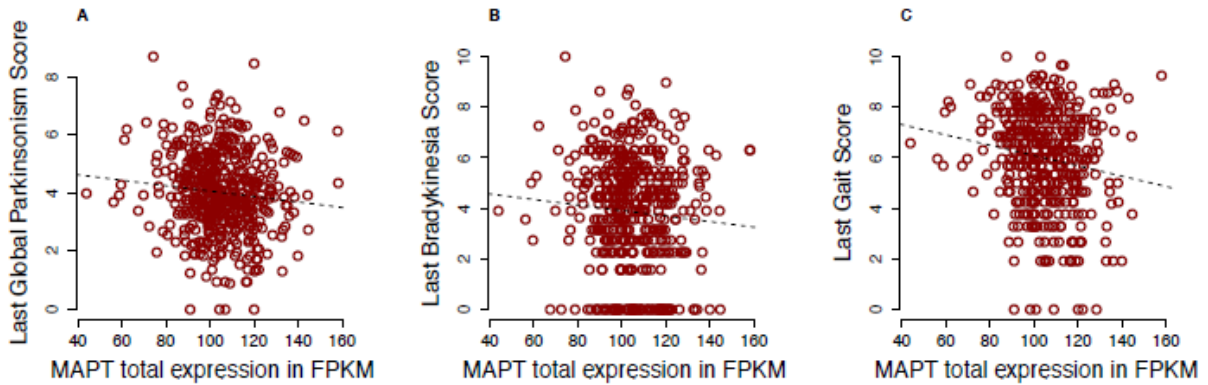 A
Last Global Parkinsonism Score
8
6
4
2
0
40 60 80 100 120 140 160
MAPT total expression in FPKM
B
Last Bradykinesia Score
10
8
6
4
2
0
40 60 80 100 120 140 160
MAPT total expression in FPKM
C
Last Gait Score
10
8
6
4
2
0
40 60 80 100 120 140 160
MAPT total expression in FPKM